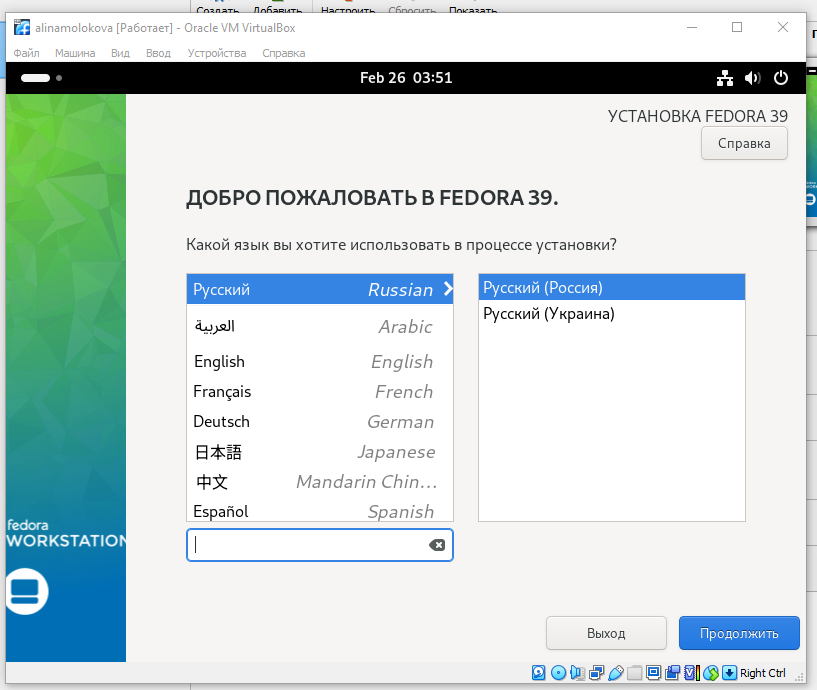 Создать Добавить Настроить Сбросить Показать
alinamolokova [Работает] - Oracle VM VirtualBox
Файл Машина Вид Ввод Устройства Справка
Feb 26 03:51
УСТАНОВКА FEDORA 39
Справка
ДОБРО ПОЖАЛОВАТЬ В FEDORA 39.
Какой язык вы хотите использовать в процессе установки?
Русский Russian
العربية Arabic
English English
Français French
Deutsch German
日本語 Japanese
中文 Mandarin Chin…
Español Spanish
Русский (Россия)
Русский (Украина)
fedora
WORKSTATION
Выход Продолжить
Right Ctrl